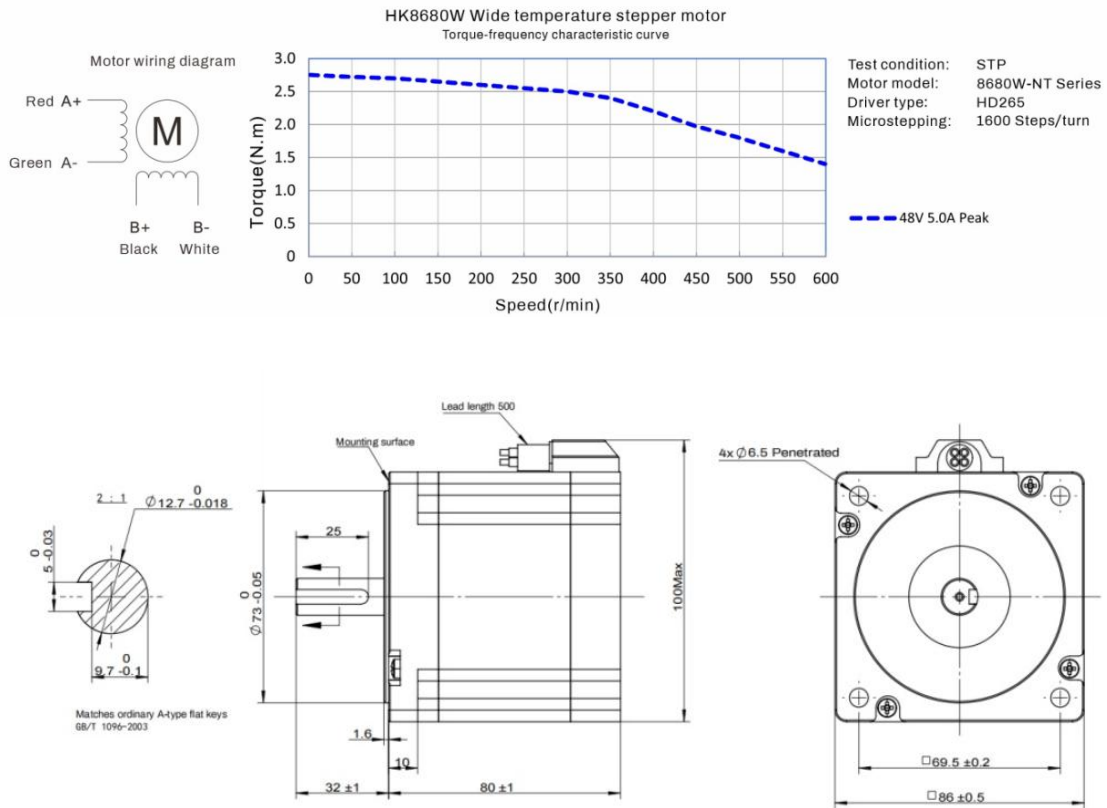 HK8680W Wide temperature stepper motor
Torque-frequency characteristic curve
Motor wiring diagram
Red A+
Green A-
M
B+ B-
Black White
Torque(N.m)
3.0
2.5
2.0
1.5
1.0
0.5
0
0 50 100 150 200 250 300 350 400 450 500 550 600
Speed(r/min)
Test condition: STP
Motor model: 8680W-NT Series
Driver type: HD265
Microstepping: 1600 Steps/turn
48V 5.0A Peak
Lead length 500
Mounting surface
4x Ø6.5 Penetrated
2 : 1
0
Ø12.7 -0.018
0
5 -0.03
0
9.7 -0.1
Matches ordinary A-type flat keys
GB/T 1096-2003
25
0
Ø73 -0.05
100Max
1.6
10
32 ±1
80 ±1
□69.5 ±0.2
□86 ±0.5